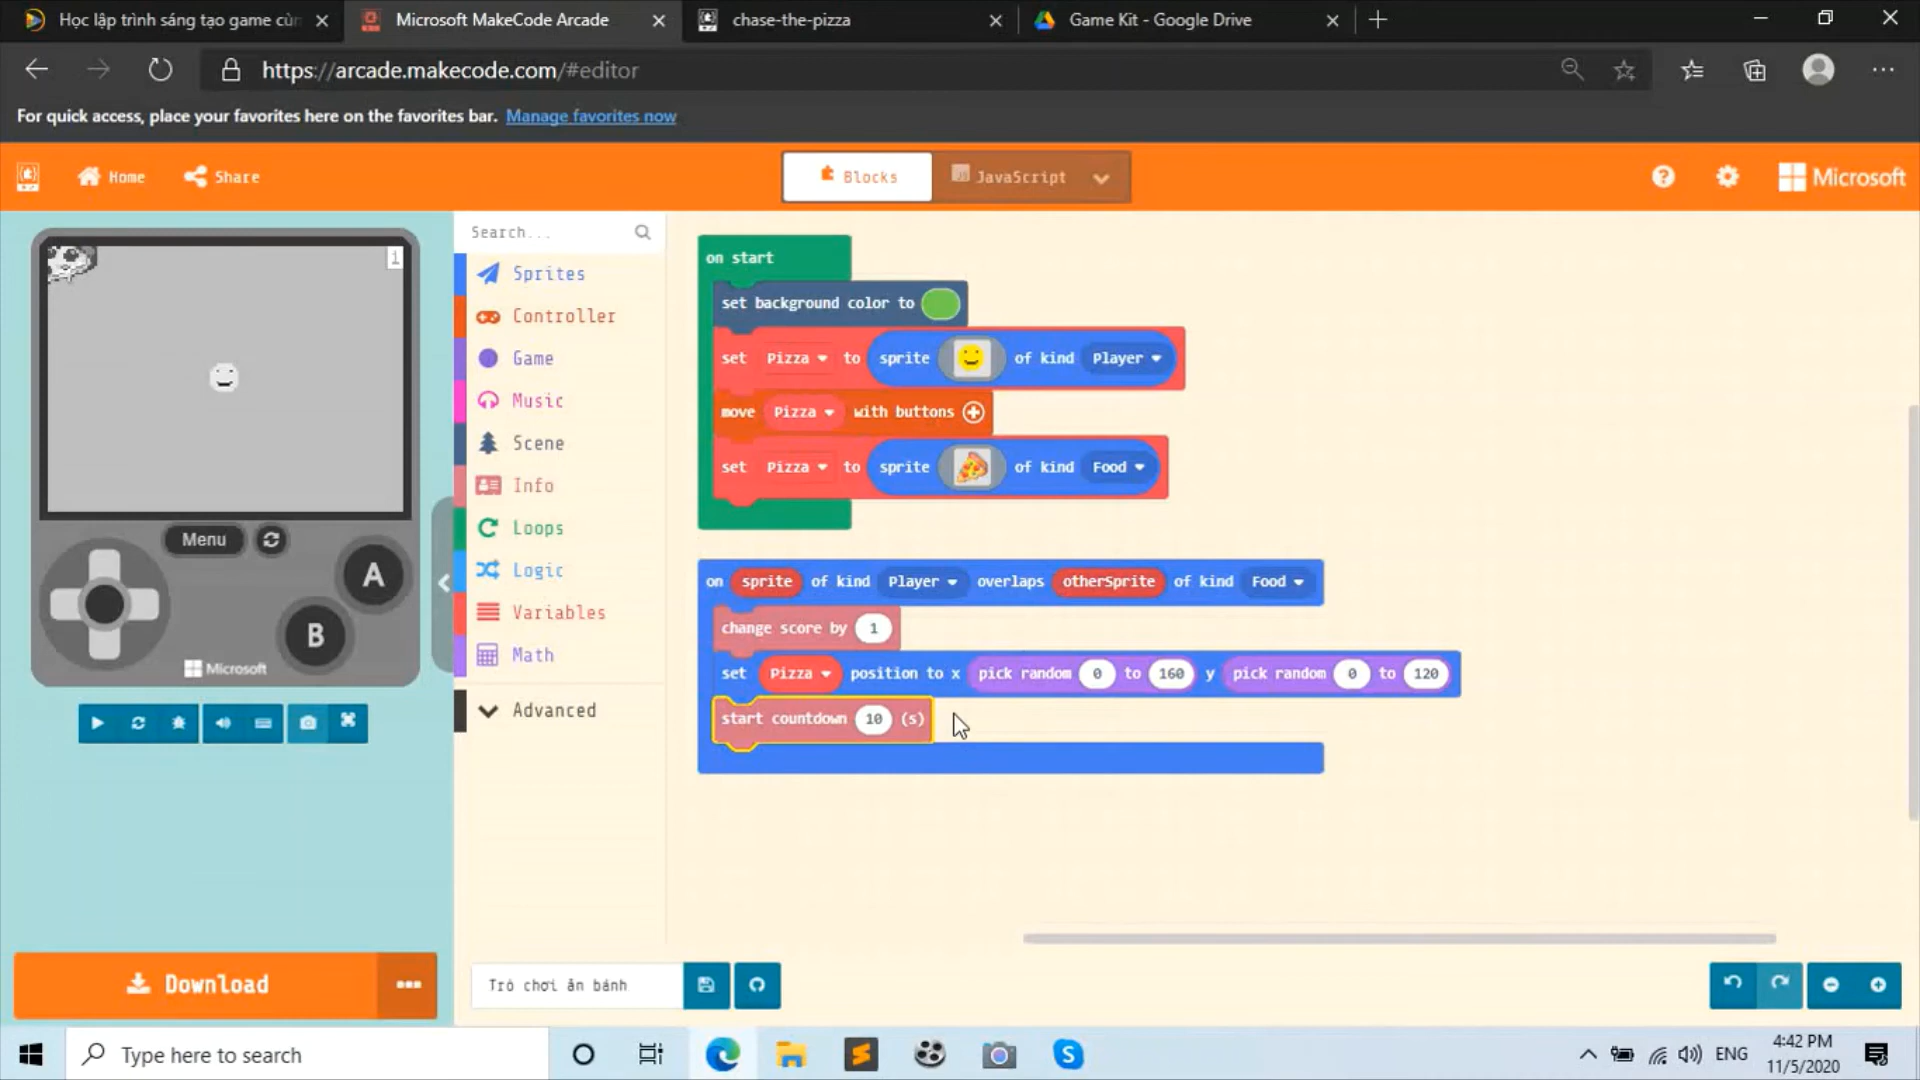 Học lập trình sáng tạo game cùn
Microsoft MakeCode Arcade
chase-the-pizza
Game Kit - Google Drive
https://arcade.makecode.com/#editor
For quick access, place your favorites here on the favorites bar. Manage favorites now
Home
Share
Blocks
JavaScript
Microsoft
1
Menu
A
B
Microsoft
Search...
Sprites
Controller
Game
Music
Scene
Info
Loops
Logic
Variables
Math
Advanced
on start
set background color to
set Pizza to sprite of kind Player
move Pizza with buttons
set Pizza to sprite of kind Food
on sprite of kind Player overlaps otherSprite of kind Food
change score by 1
set Pizza position to x pick random 0 to 160 y pick random 0 to 120
start countdown 10 (s)
Download
Trò chơi ăn bánh
Type here to search
ENG
4:42 PM
11/5/2020